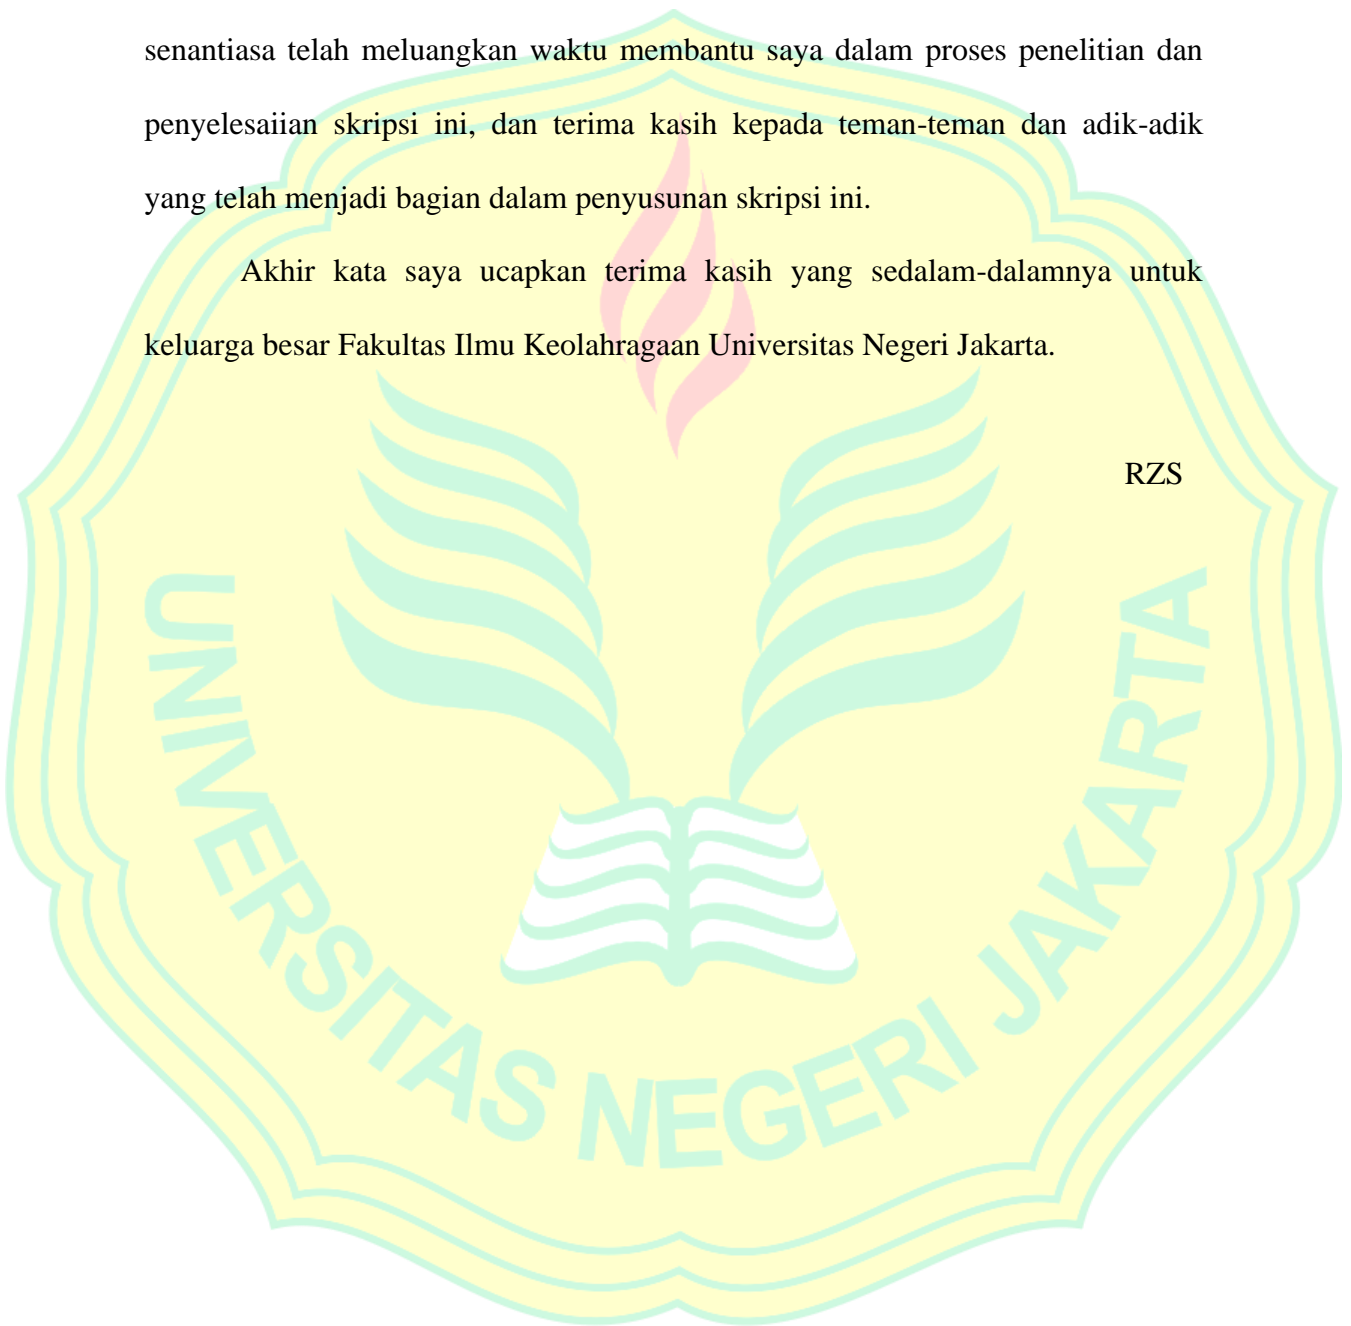 senantiasa telah meluangkan waktu membantu saya dalam proses penelitian dan
penyelesaiian skripsi ini, dan terima kasih kepada teman-teman dan adik-adik
yang telah menjadi bagian dalam penyusunan skripsi ini.
Akhir kata saya ucapkan terima kasih yang sedalam-dalamnya untuk
keluarga besar Fakultas Ilmu Keolahragaan Universitas Negeri Jakarta.
RZS
UNIVERSITAS NEGERI JAKARTA